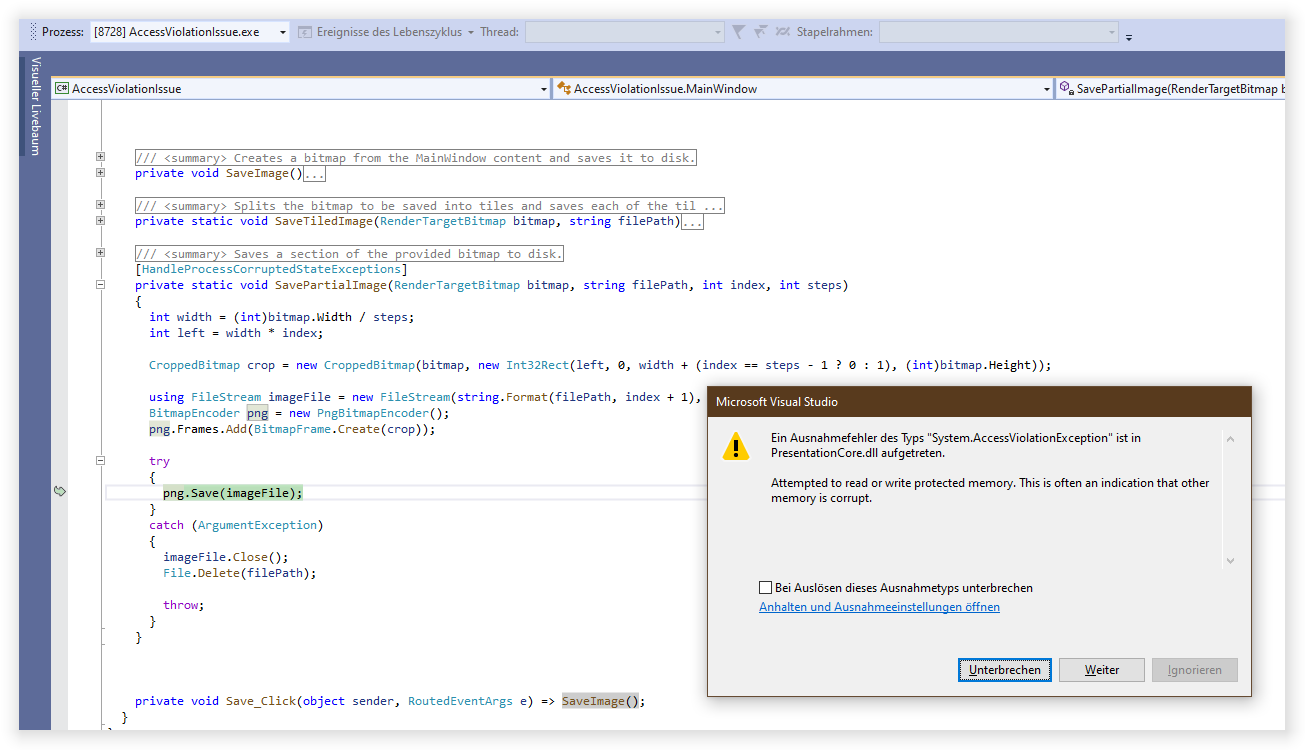 Prozess: [8728] AccessViolationIssue.exe Ereignisse des Lebenszyklus Thread: Stapelrahmen:
Visueller Livebaum
C# AccessViolationIssue AccessViolationIssue.MainWindow SavePartialImage(RenderTargetBitmap b
/// <summary> Creates a bitmap from the MainWindow content and saves it to disk.
private void SaveImage()...
/// <summary> Splits the bitmap to be saved into tiles and saves each of the til ...
private static void SaveTiledImage(RenderTargetBitmap bitmap, string filePath)...
/// <summary> Saves a section of the provided bitmap to disk.
[HandleProcessCorruptedStateExceptions]
private static void SavePartialImage(RenderTargetBitmap bitmap, string filePath, int index, int steps)
{
int width = (int)bitmap.Width / steps;
int left = width * index;
CroppedBitmap crop = new CroppedBitmap(bitmap, new Int32Rect(left, 0, width + (index == steps - 1 ? 0 : 1), (int)bitmap.Height));
using FileStream imageFile = new FileStream(string.Format(filePath, index + 1),
BitmapEncoder png = new PngBitmapEncoder();
png.Frames.Add(BitmapFrame.Create(crop));
try
{
png.Save(imageFile);
}
catch (ArgumentException)
{
imageFile.Close();
File.Delete(filePath);
throw;
}
}
private void Save_Click(object sender, RoutedEventArgs e) => SaveImage();
}
Microsoft Visual Studio
Ein Ausnahmefehler des Typs "System.AccessViolationException" ist in
PresentationCore.dll aufgetreten.
Attempted to read or write protected memory. This is often an indication that other
memory is corrupt.
Bei Auslösen dieses Ausnahmetyps unterbrechen
Anhalten und Ausnahmeeinstellungen öffnen
Unterbrechen Weiter Ignorieren